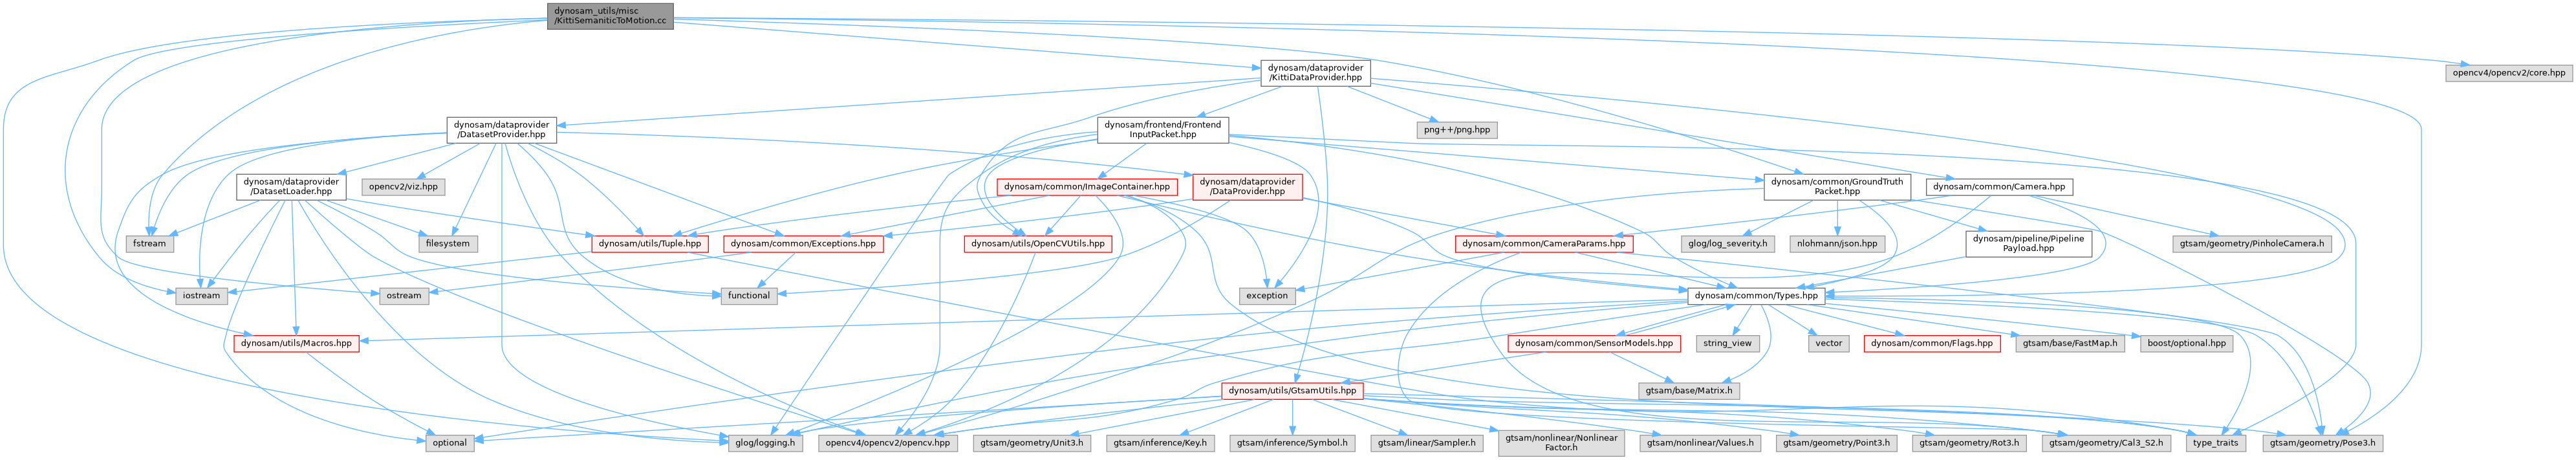 dynosam_utils/misc
/KittiSemaniticToMotion.cc
dynosam/dataprovider
/KittiDataProvider.hpp
opencv4/opencv2/core.hpp
dynosam/dataprovider
/DatasetProvider.hpp
dynosam/frontend/Frontend
InputPacket.hpp
png++/png.hpp
dynosam/dataprovider
/DatasetLoader.hpp
opencv2/viz.hpp
dynosam/common/ImageContainer.hpp
dynosam/dataprovider
/DataProvider.hpp
dynosam/common/GroundTruth
Packet.hpp
dynosam/common/Camera.hpp
fstream
filesystem
dynosam/utils/Tuple.hpp
dynosam/common/Exceptions.hpp
dynosam/utils/OpenCVUtils.hpp
dynosam/common/CameraParams.hpp
glog/log_severity.h
nlohmann/json.hpp
dynosam/pipeline/Pipeline
Payload.hpp
gtsam/geometry/PinholeCamera.h
iostream
ostream
functional
exception
dynosam/common/Types.hpp
dynosam/utils/Macros.hpp
dynosam/common/SensorModels.hpp
string_view
vector
dynosam/common/Flags.hpp
gtsam/base/FastMap.h
boost/optional.hpp
dynosam/utils/GtsamUtils.hpp
gtsam/base/Matrix.h
optional
glog/logging.h
opencv4/opencv2/opencv.hpp
gtsam/geometry/Unit3.h
gtsam/inference/Key.h
gtsam/inference/Symbol.h
gtsam/linear/Sampler.h
gtsam/nonlinear/Nonlinear
Factor.h
gtsam/nonlinear/Values.h
gtsam/geometry/Point3.h
gtsam/geometry/Rot3.h
gtsam/geometry/Cal3_S2.h
type_traits
gtsam/geometry/Pose3.h